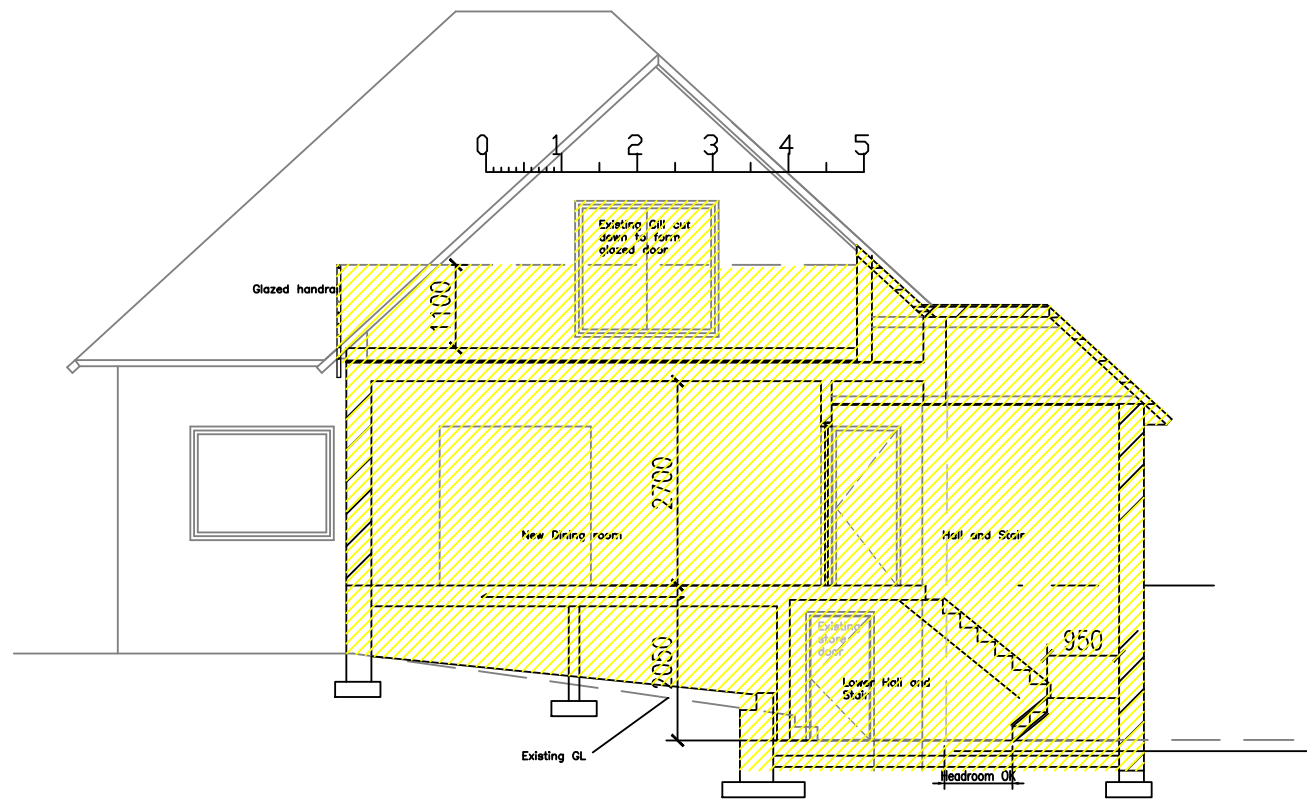 0 1 2 3 4 5
Existing Cill cut
down to form
glazed door
Glazed handra
1100
2700
New Dining room
Hall and Stair
Existing
store
door
950
2050
Lower Hall and
Stair
Existing GL
Headroom OK